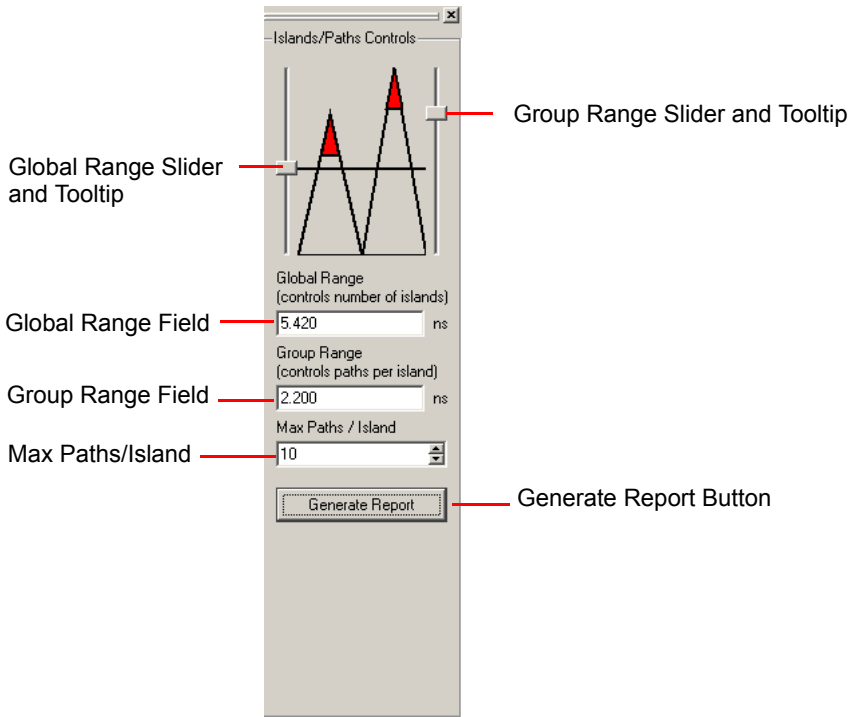 Islands/Paths Controls
Group Range Slider and Tooltip
Global Range Slider
and Tooltip
Global Range
(controls number of islands)
Global Range Field
5.420 ns
Group Range
(controls paths per island)
Group Range Field
2.200 ns
Max Paths / Island
Max Paths/Island
10
Generate Report
Generate Report Button